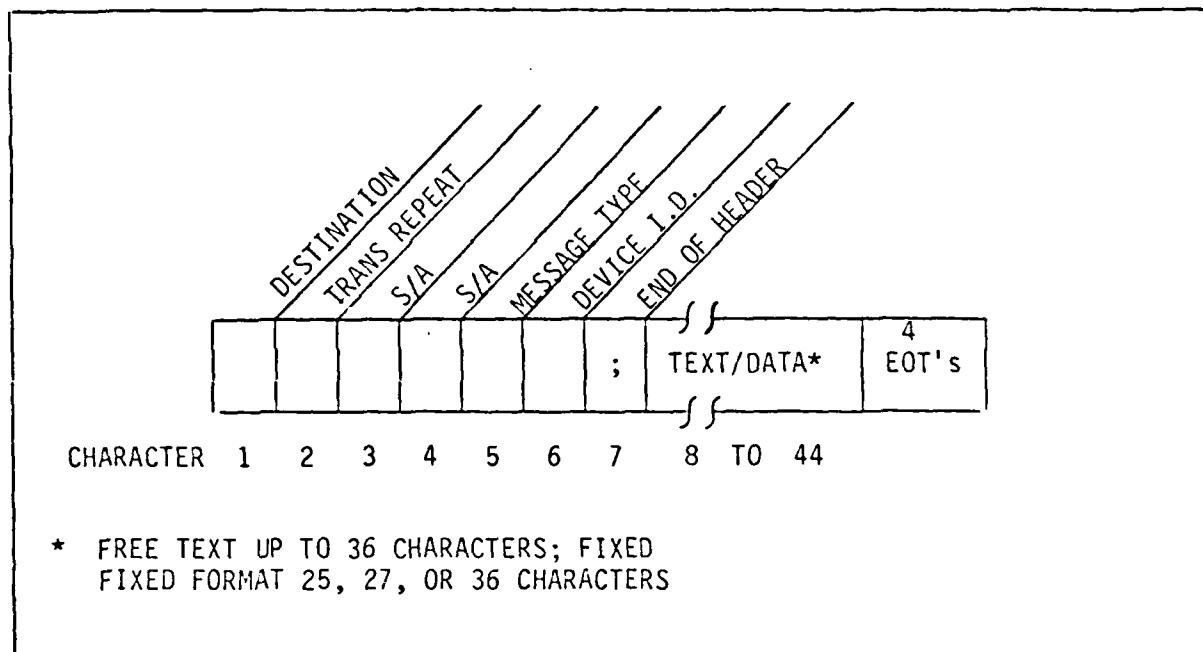 DESTINATION
TRANS REPEAT
S/A
S/A
MESSAGE TYPE
DEVICE I.D.
END OF HEADER
; TEXT/DATA* 4 EOT's
CHARACTER 1 2 3 4 5 6 7 8 TO 44
* FREE TEXT UP TO 36 CHARACTERS; FIXED
FIXED FORMAT 25, 27, OR 36 CHARACTERS